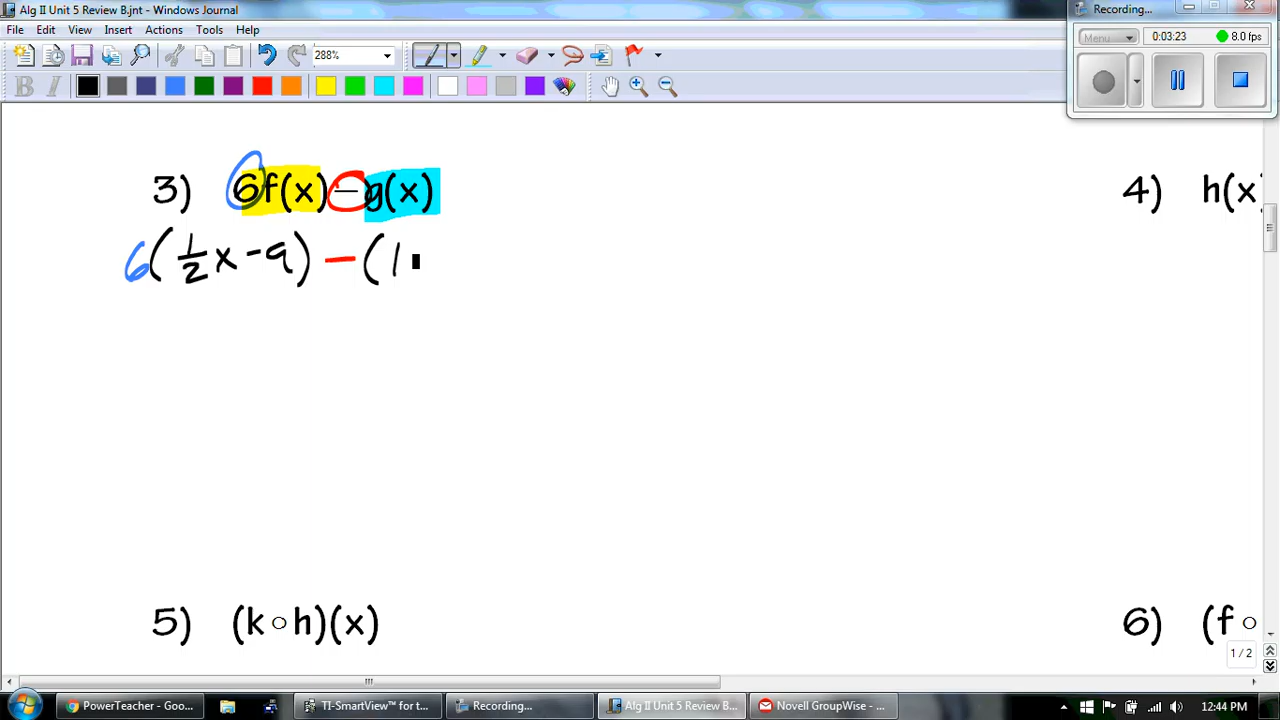 Alg II Unit 5 Review B.jnt - Windows Journal
Recording...
File Edit View Insert Actions Tools Help
Menu 00:03:23 8.0 fps
288%
B I
3) 6f(x) – g(x)
4) h(x)
6(1/2x - 9) - (1
5) (k ○ h)(x)
6) (f ○
1 / 2
PowerTeacher - Goo... TI-SmartView™ for t... Recording... Alg II Unit 5 Review B... Novell GroupWise - ... 12:44 PM